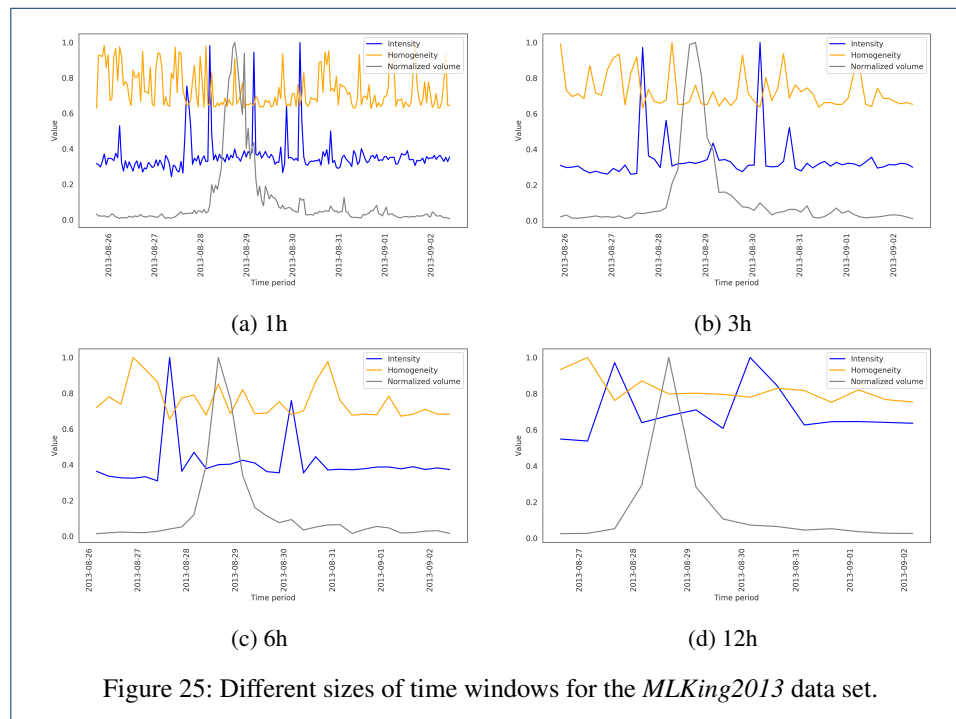 1.0
0.8
0.6
0.4
0.2
0.0
Value
Intensity
Homogeneity
Normalized volume
2013-08-26
2013-08-27
2013-08-28
2013-08-29
2013-08-30
2013-08-31
2013-09-01
2013-09-02
Time period
(a) 1h
1.0
0.8
0.6
0.4
0.2
0.0
Value
Intensity
Homogeneity
Normalized volume
2013-08-26
2013-08-27
2013-08-28
2013-08-29
2013-08-30
2013-08-31
2013-09-01
2013-09-02
Time period
(b) 3h
1.0
0.8
0.6
0.4
0.2
0.0
Value
Intensity
Homogeneity
Normalized volume
2013-08-26
2013-08-27
2013-08-28
2013-08-29
2013-08-30
2013-08-31
2013-09-01
2013-09-02
Time period
(c) 6h
1.0
0.8
0.6
0.4
0.2
0.0
Value
Intensity
Homogeneity
Normalized volume
2013-08-27
2013-08-28
2013-08-29
2013-08-30
2013-08-31
2013-09-01
2013-09-02
Time period
(d) 12h
Figure 25: Different sizes of time windows for the MLKing2013 data set.